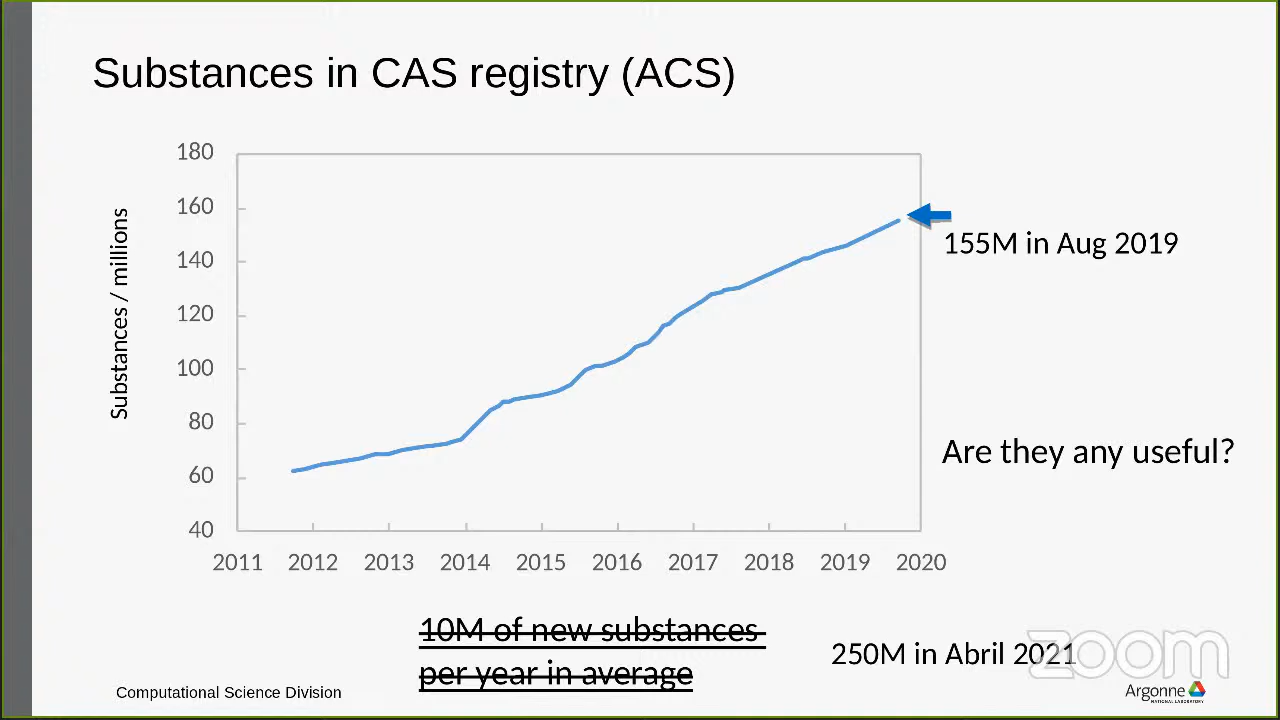 Substances in CAS registry (ACS)
180
160
140
120
100
80
60
40
Substances / millions
2011 2012 2013 2014 2015 2016 2017 2018 2019 2020
155M in Aug 2019
Are they any useful?
10M of new substances
per year in average
250M in Abril 2021
zoom
Computational Science Division
Argonne
NATIONAL LABORATORY